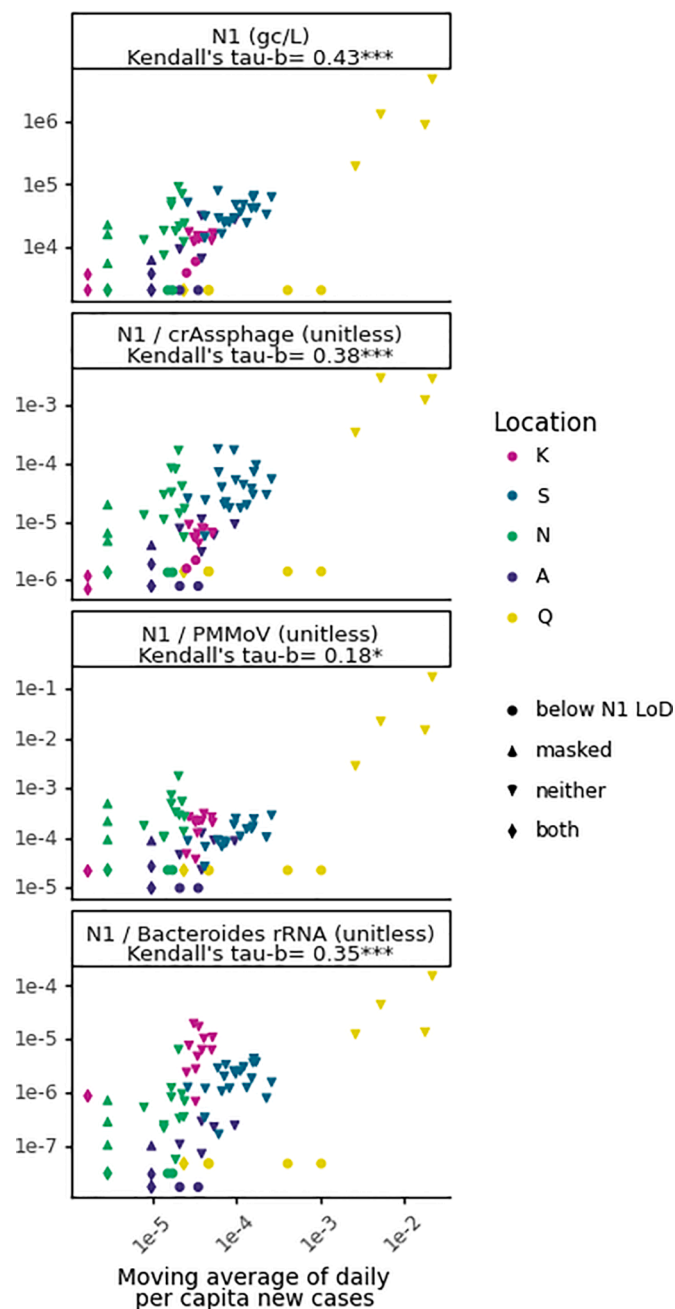 N1 (gc/L)
Kendall's tau-b= 0.43***
1e6
1e5
1e4
N1 / crAssphage (unitless)
Kendall's tau-b= 0.38***
1e-3
1e-4
1e-5
1e-6
N1 / PMMoV (unitless)
Kendall's tau-b= 0.18*
1e-1
1e-2
1e-3
1e-4
1e-5
N1 / Bacteroides rRNA (unitless)
Kendall's tau-b= 0.35***
1e-4
1e-5
1e-6
1e-7
1e-5
1e-4
1e-3
1e-2
Moving average of daily
per capita new cases
Location
K
S
N
A
Q
below N1 LoD
masked
neither
both